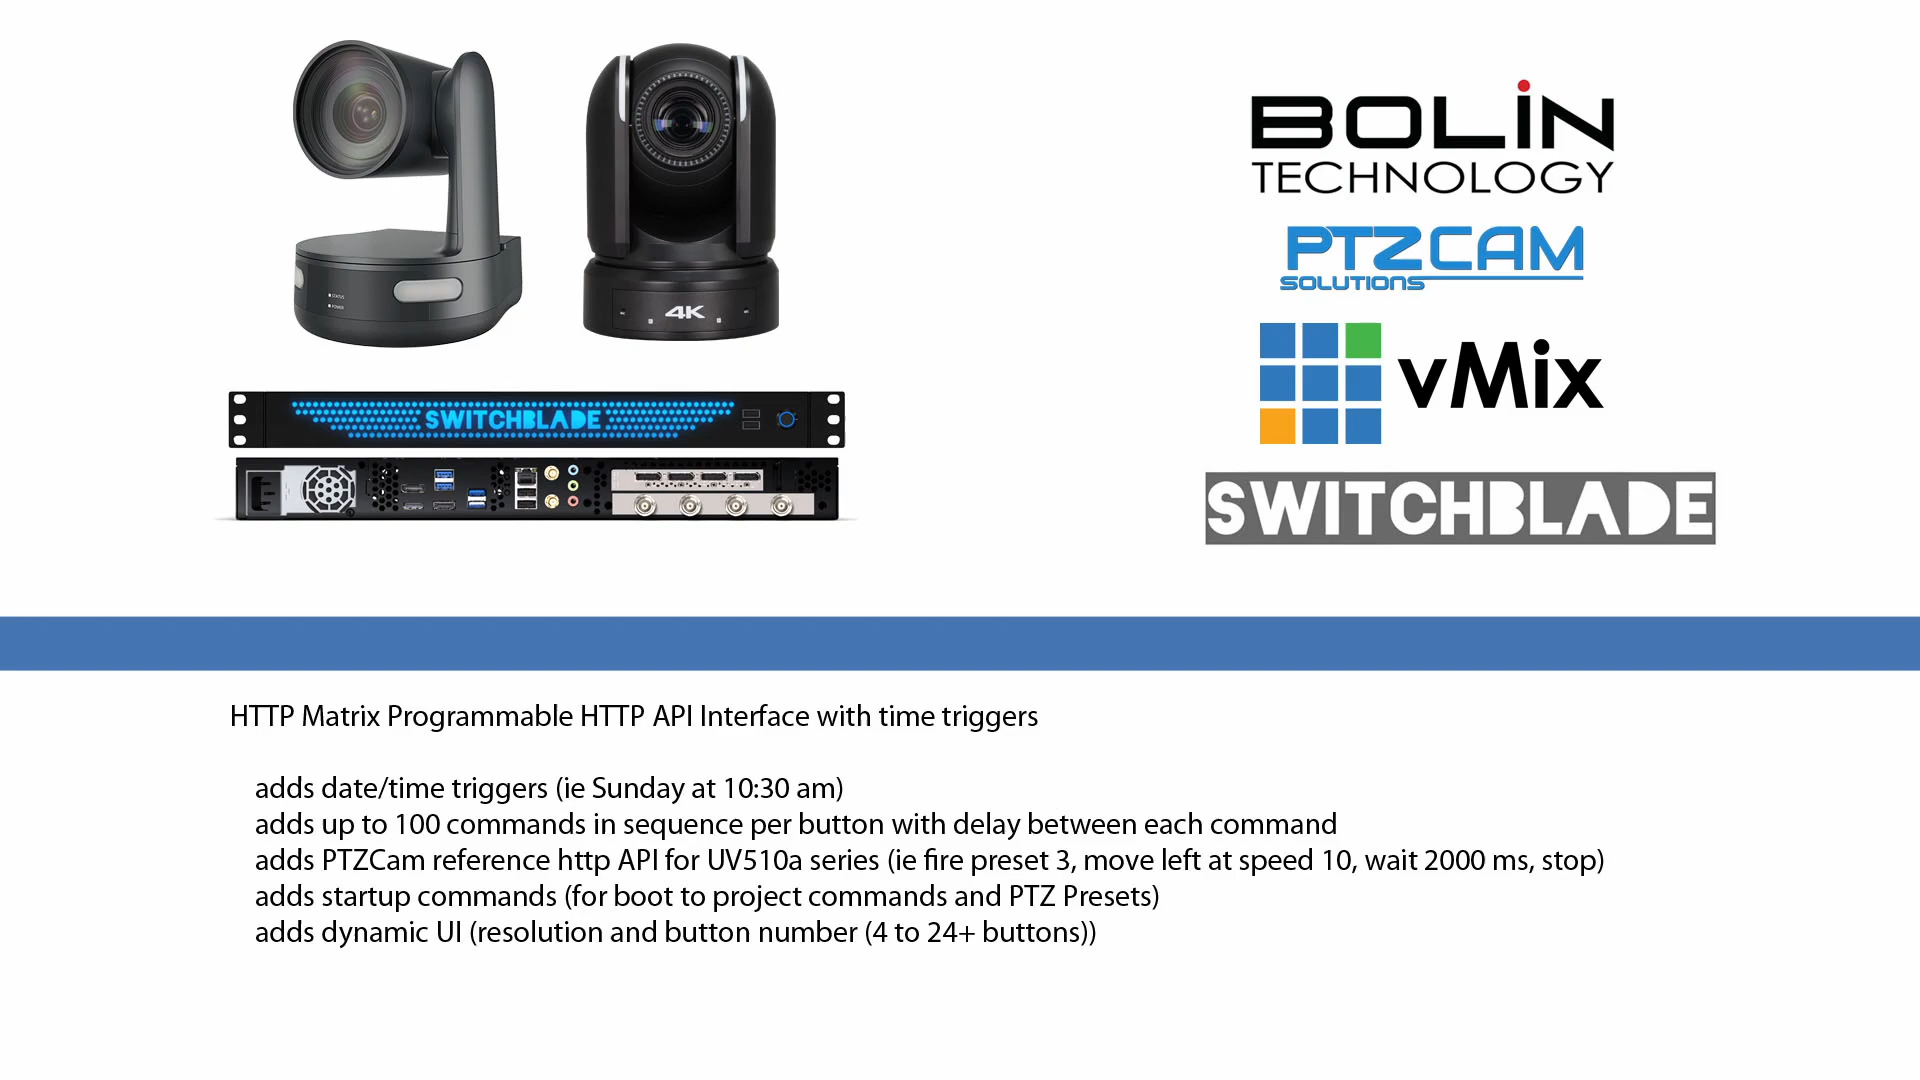 STATUS
POWER
4K
SWITCHBLADE
BOLIN
TECHNOLOGY
PTZCAM
SOLUTIONS
vMix
SWITCHBLADE
HTTP Matrix Programmable HTTP API Interface with time triggers
adds date/time triggers (ie Sunday at 10:30 am)
adds up to 100 commands in sequence per button with delay between each command
adds PTZCam reference http API for UV510a series (ie fire preset 3, move left at speed 10, wait 2000 ms, stop)
adds startup commands (for boot to project commands and PTZ Presets)
adds dynamic UI (resolution and button number (4 to 24+ buttons))